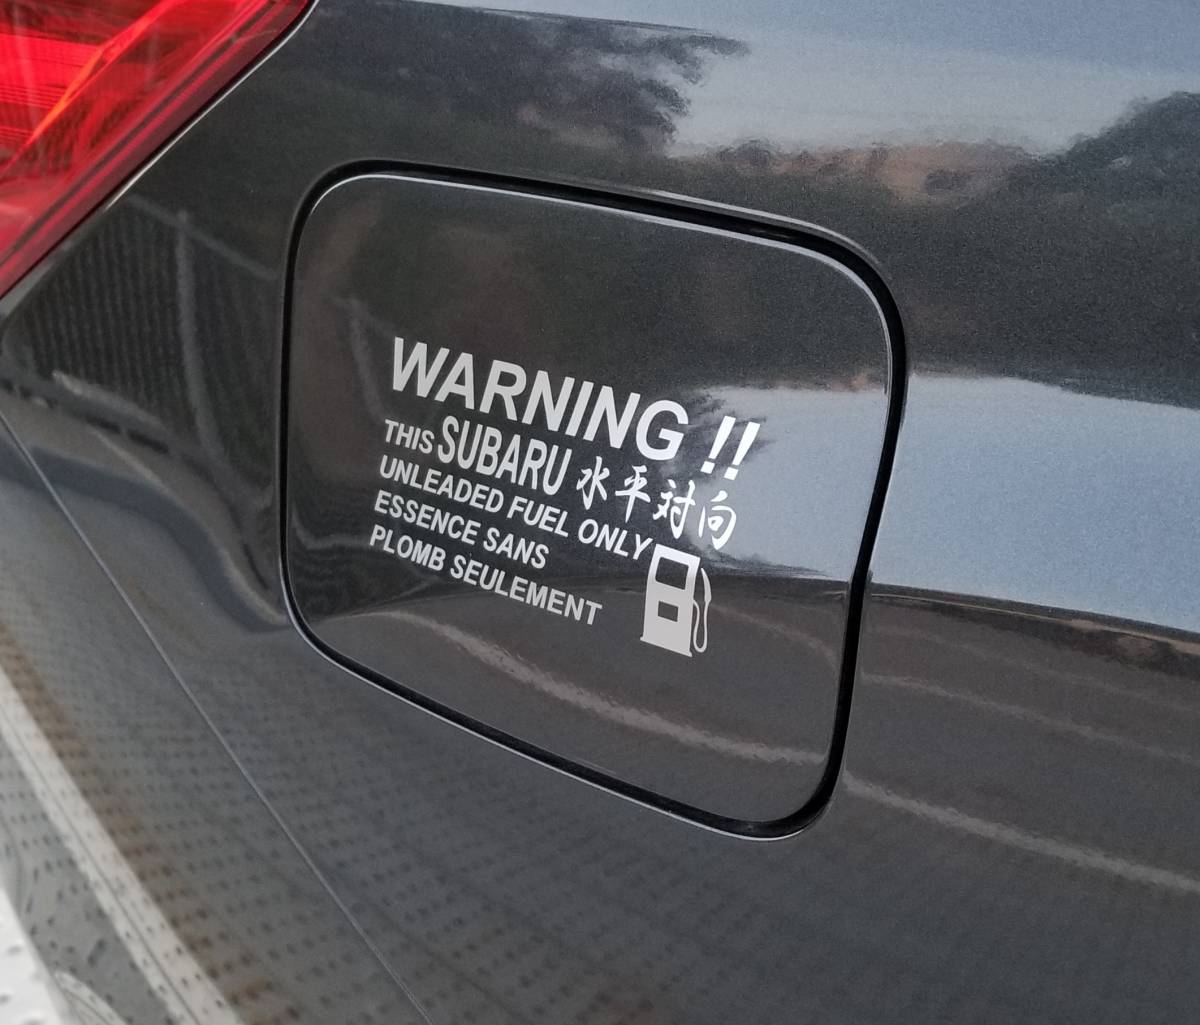 WARNING !!
THIS SUBARU 水平対向
UNLEADED FUEL ONLY
ESSENCE SANS
PLOMB SEULEMENT